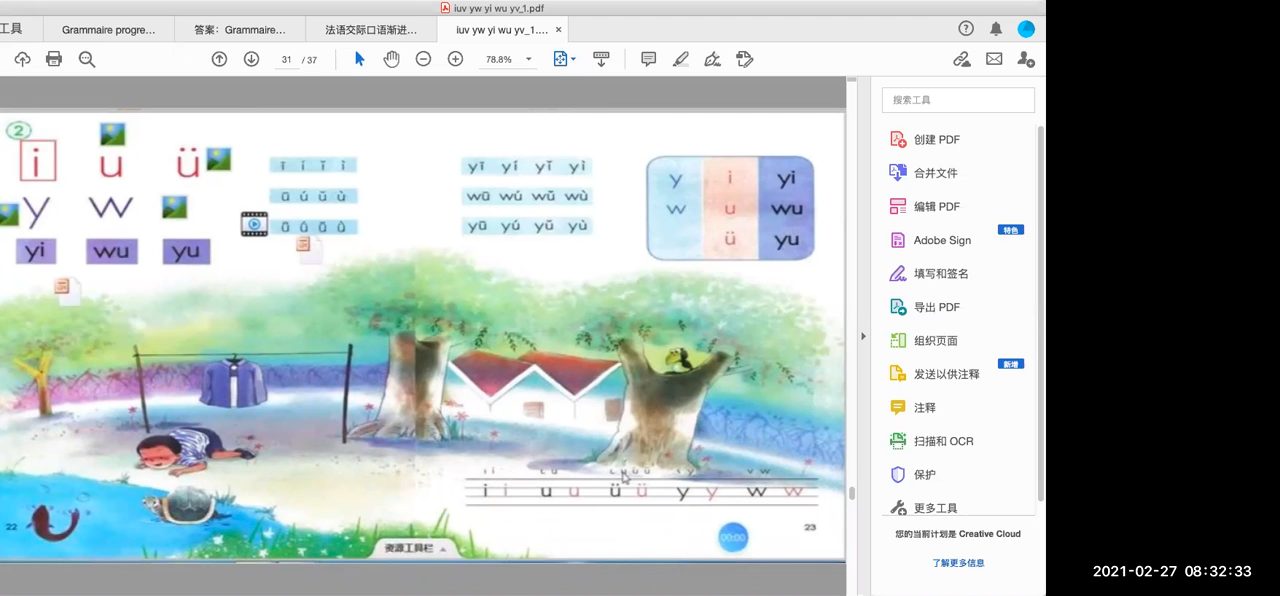 iuv yw yi wu yv_1.pdf
工具
Grammaire progre...
答案：Grammaire...
法语交际口语渐进...
iuv yw yi wu yv_1.... ×
31 / 37
78.8%
2
i u ü
y w
yi wu yu
ī í ǐ ì
ū ú ǔ ù
ǖ ǘ ǚ ǜ
yī yí yǐ yì
wū wú wǔ wù
yū yú yǔ yù
y i yi
w u wu
ü yu
i i u u ü ü y y w w
22
23
资源工具栏
00:00
搜索工具
创建 PDF
合并文件
编辑 PDF
Adobe Sign
特色
填写和签名
导出 PDF
组织页面
发送以供注释
新增
注释
扫描和 OCR
保护
更多工具
您的当前计划是 Creative Cloud
了解更多信息
2021-02-27 08:32:33